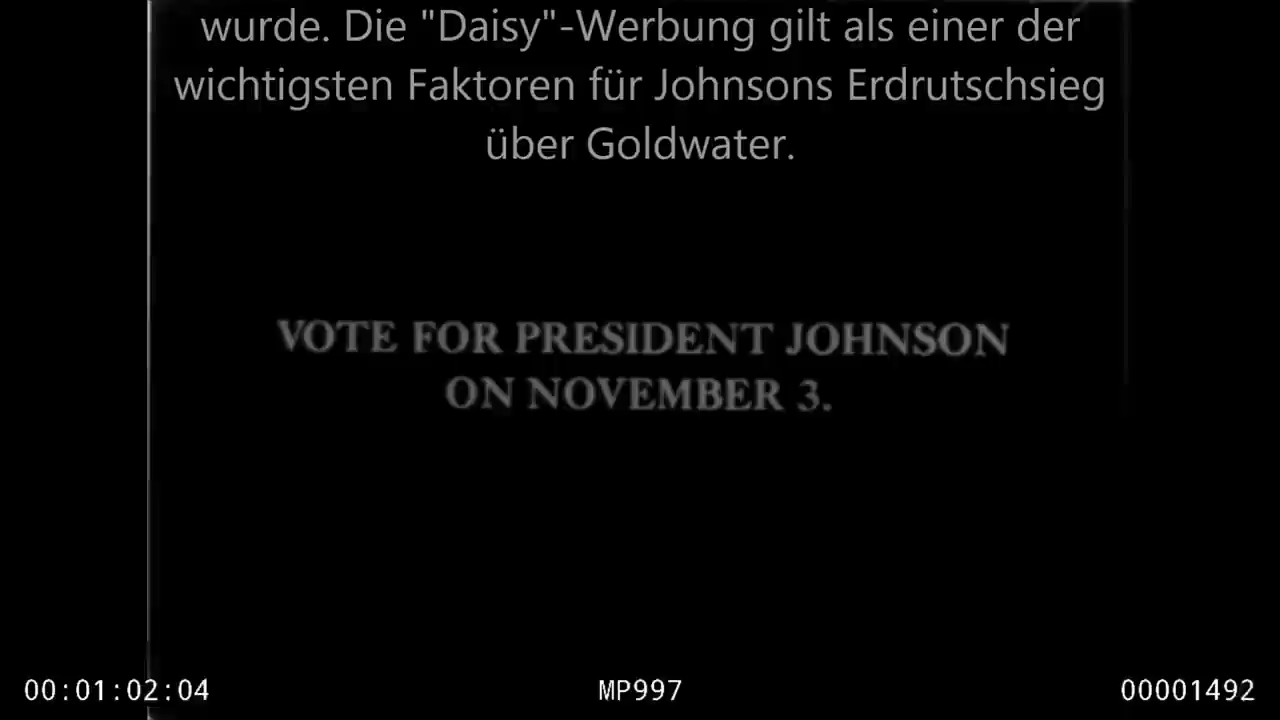 wurde. Die "Daisy"-Werbung gilt als einer der
wichtigsten Faktoren für Johnsons Erdrutschsieg
über Goldwater.
VOTE FOR PRESIDENT JOHNSON
ON NOVEMBER 3.
00:01:02:04 MP997 00001492